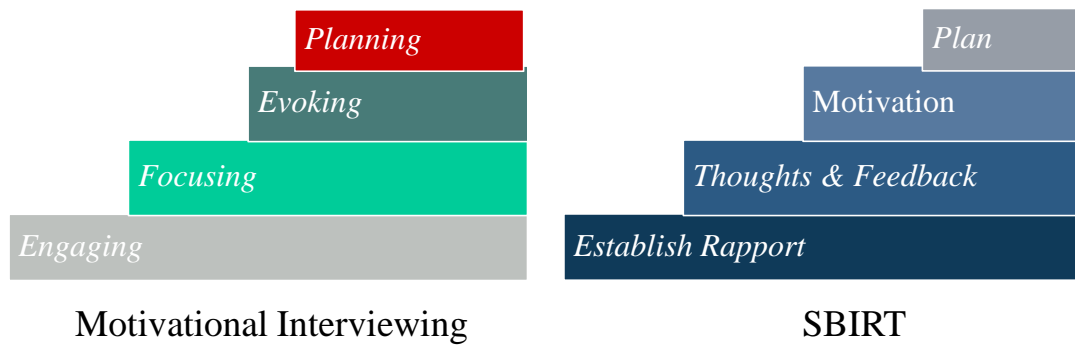 Planning
Evoking
Focusing
Engaging
Motivational Interviewing
Plan
Motivation
Thoughts & Feedback
Establish Rapport
SBIRT